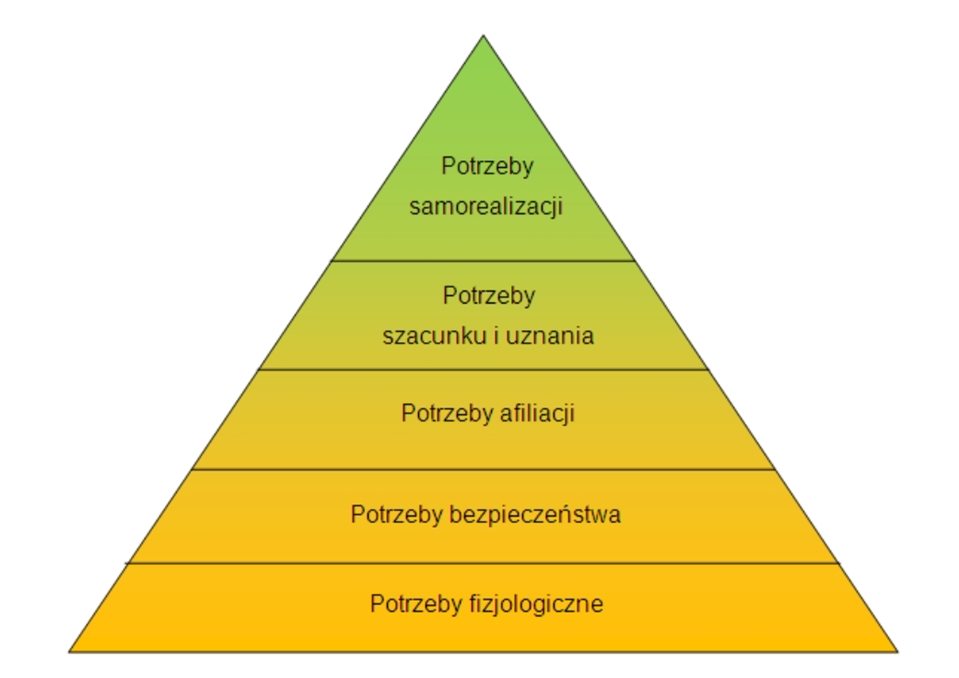 Potrzeby
samorealizacji
Potrzeby
szacunku i uznania
Potrzeby afiliacji
Potrzeby bezpieczeństwa
Potrzeby fizjologiczne